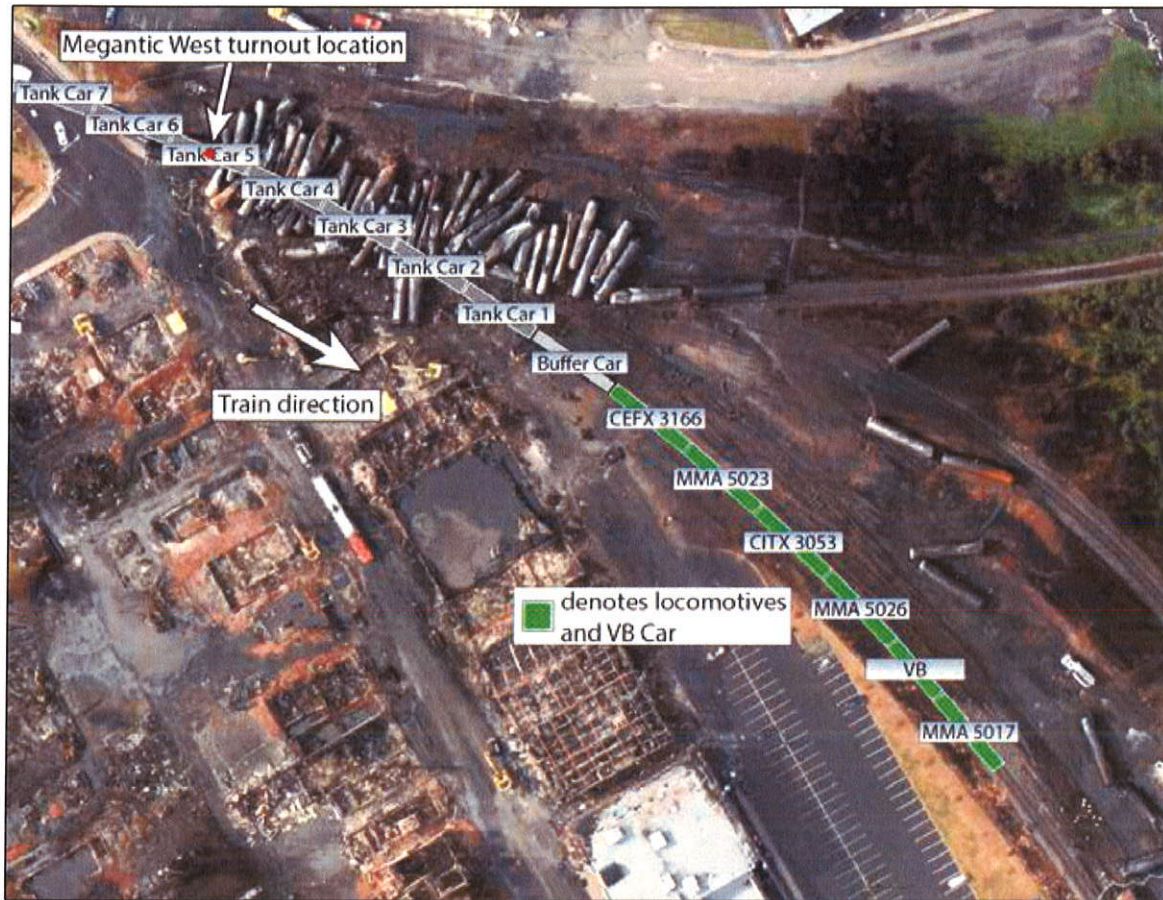 Megantic West turnout location
Tank Car 7
Tank Car 6
Tank Car 5
Tank Car 4
Tank Car 3
Tank Car 2
Tank Car 1
Buffer Car
Train direction
CEFX 3166
MMA 5023
CITX 3053
MMA 5026
denotes locomotives
and VB Car
VB
MMA 5017